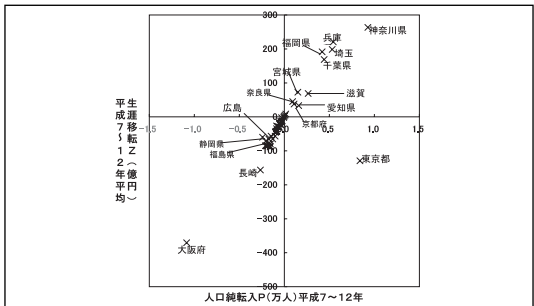 300
神奈川県
兵庫
福岡県
埼玉
200
千葉県
宮城県
100
滋賀
奈良県
愛知県
広島
京都府
-1.5
-1.0
-0.5
0.0
0.5
1.0
1.5
静岡県
福島県
-100
東京都
長崎
-200
-300
大阪府
-400
-500
生涯移転Z(億円)
平成7~12年平均
人口純転入P(万人)平成7~12年